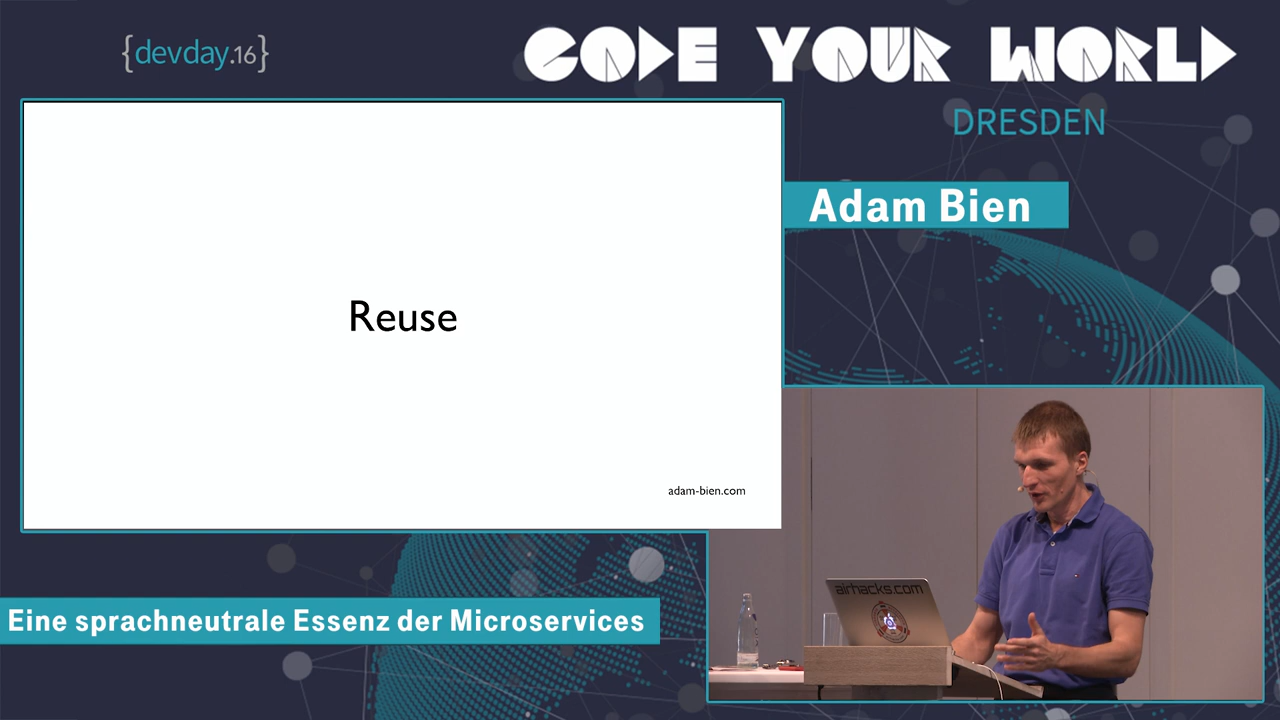 {devday.16}
CODE YOUR WORLD
DRESDEN
Adam Bien
Reuse
adam-bien.com
airhacks.com
Eine sprachneutrale Essenz der Microservices